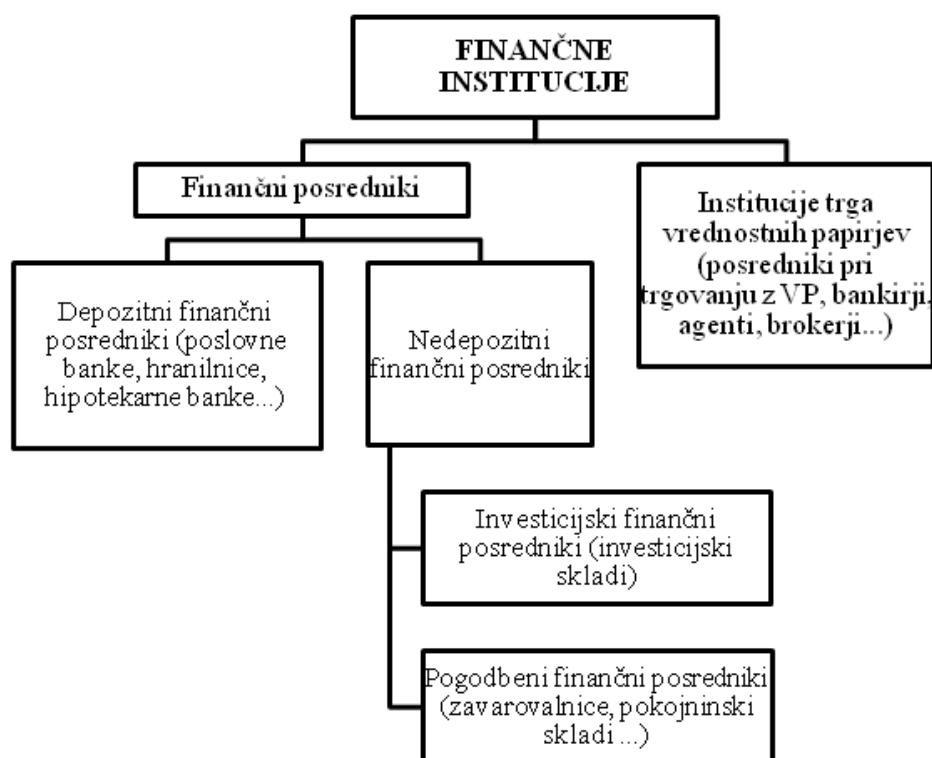 FINANČNE
INSTITUCIJE
Finančni posredniki
Institucije trga
vrednostnih papirjev
(posredniki pri
trgovanju z VP, bankirji,
agenti, brokerji...)
Depozitni finančni
posredniki (poslovne
banke, hranilnice,
hipotekarne banke...)
Nedepozitni
finančni posredniki
Investicijski finančni
posredniki (investicijski
skladi)
Pogodbeni finančni posredniki
(zavarovalnice, pokojninski
skladi ...)